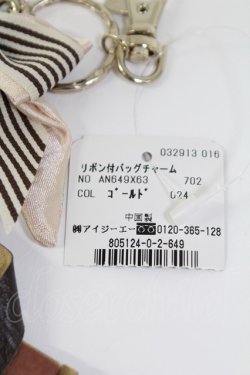 032913 016
リボン付バッグチャーム
NO AN649X63 702
COL ゴールド 024
中国製
㈱アイジーエー 0120-365-128
805124-0-2-649